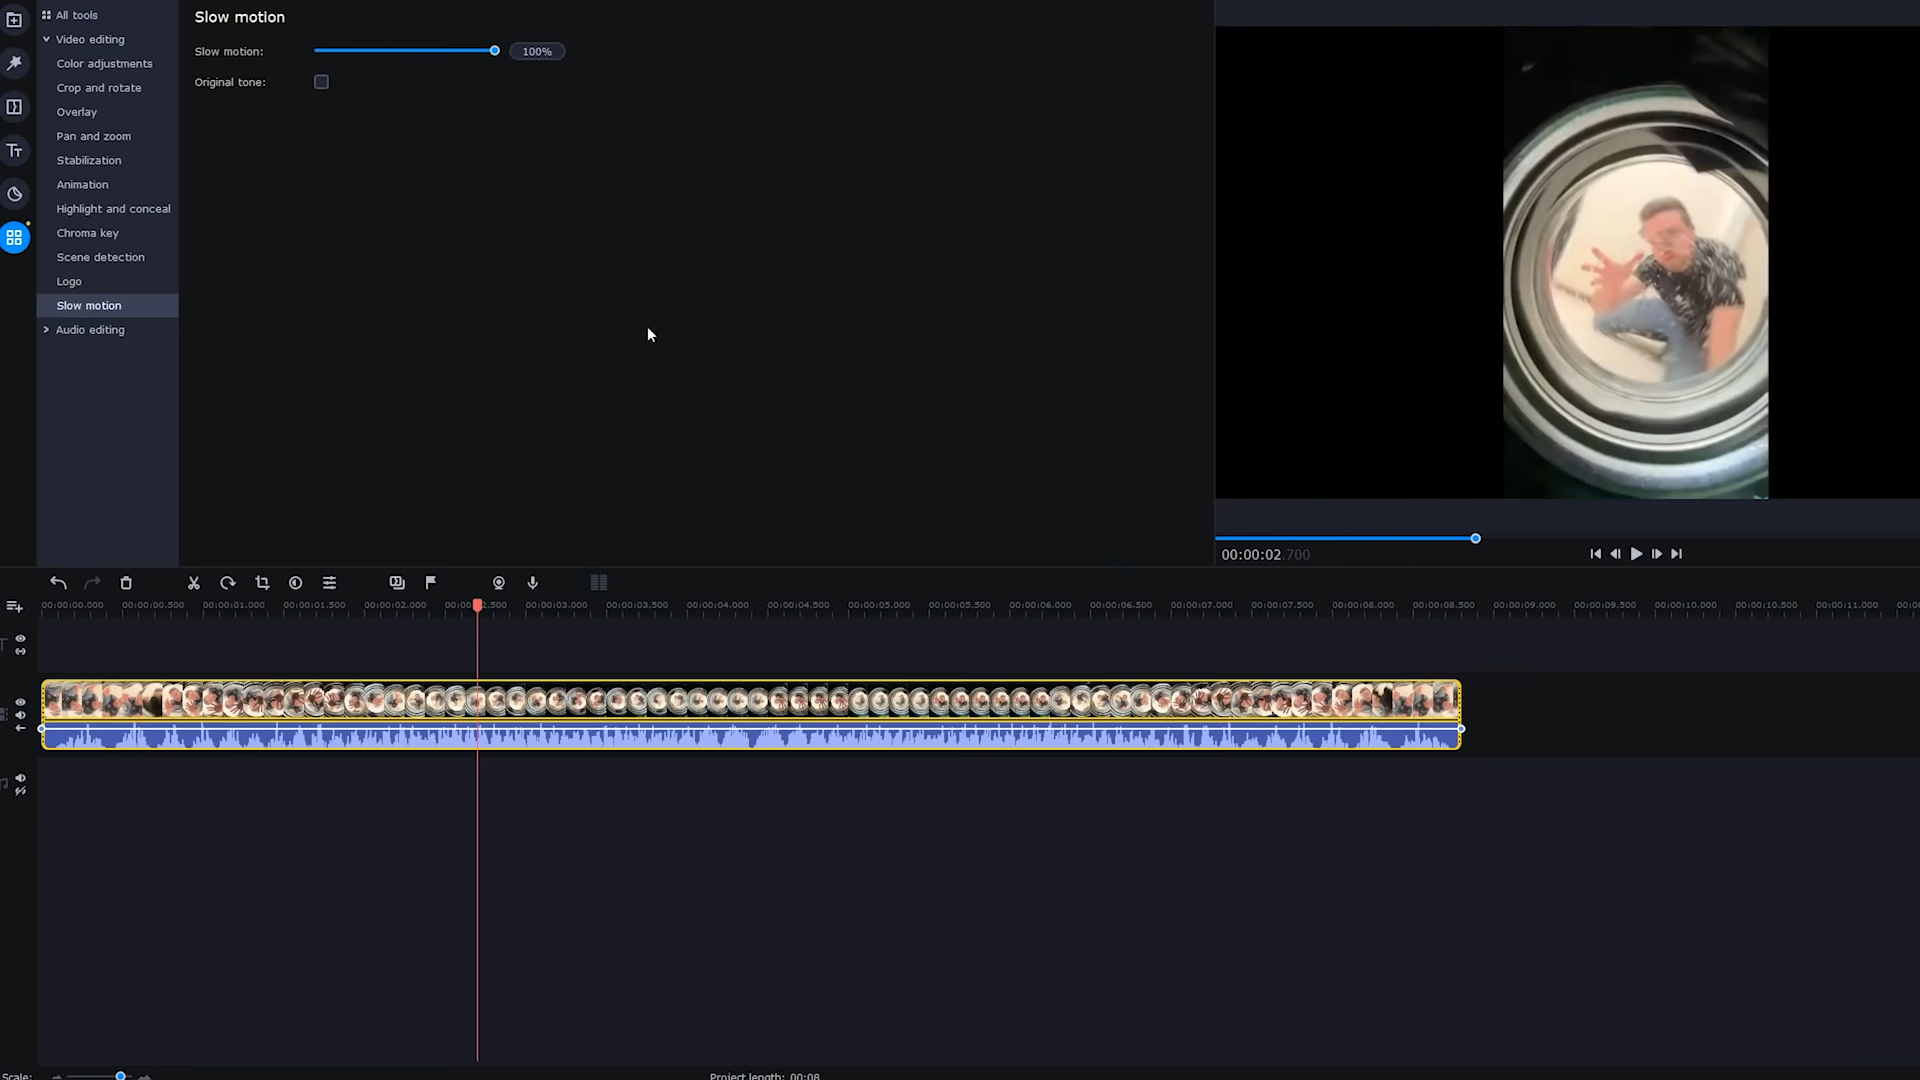 All tools
Video editing
Color adjustments
Crop and rotate
Overlay
Pan and zoom
Stabilization
Animation
Highlight and conceal
Chroma key
Scene detection
Logo
Slow motion
Audio editing
Slow motion
Slow motion: 100%
Original tone:
00:00:02.700
00:00:00.000 00:00:00.500 00:00:01.000 00:00:01.500 00:00:02.000 00:00:03.000 00:00:03.500 00:00:04.000 00:00:04.500 00:00:05.000 00:00:05.500 00:00:06.000 00:00:06.500 00:00:07.000 00:00:07.500 00:00:08.000 00:00:08.500 00:00:09.000 00:00:09.500 00:00:10.000 00:00:10.500 00:00:11.000
Scale:
Project length: 00:08